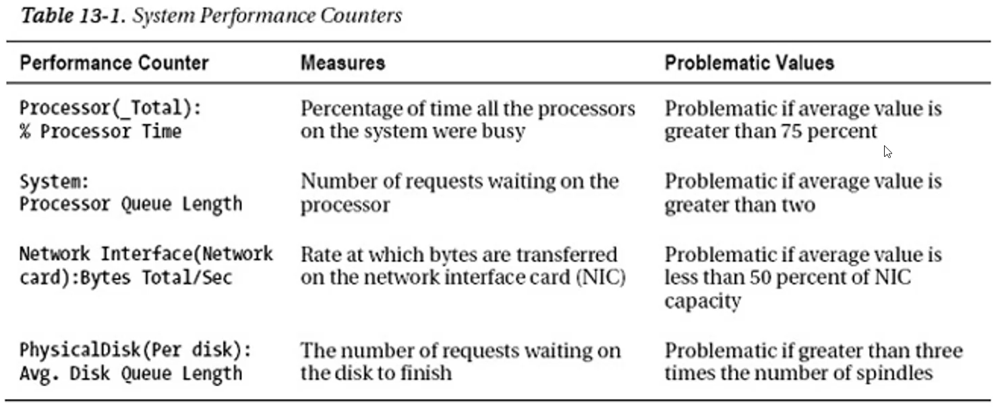 Table 13-1. System Performance Counters
Performance Counter Measures Problematic Values
Processor(_Total): Percentage of time all the processors Problematic if average value is
% Processor Time on the system were busy greater than 75 percent
System: Number of requests waiting on the Problematic if average value is
Processor Queue Length processor greater than two
Network Interface(Network Rate at which bytes are transferred Problematic if average value is
card):Bytes Total/Sec on the network interface card (NIC) less than 50 percent of NIC
capacity
PhysicalDisk(Per disk): The number of requests waiting on Problematic if greater than three
Avg. Disk Queue Length the disk to finish times the number of spindles